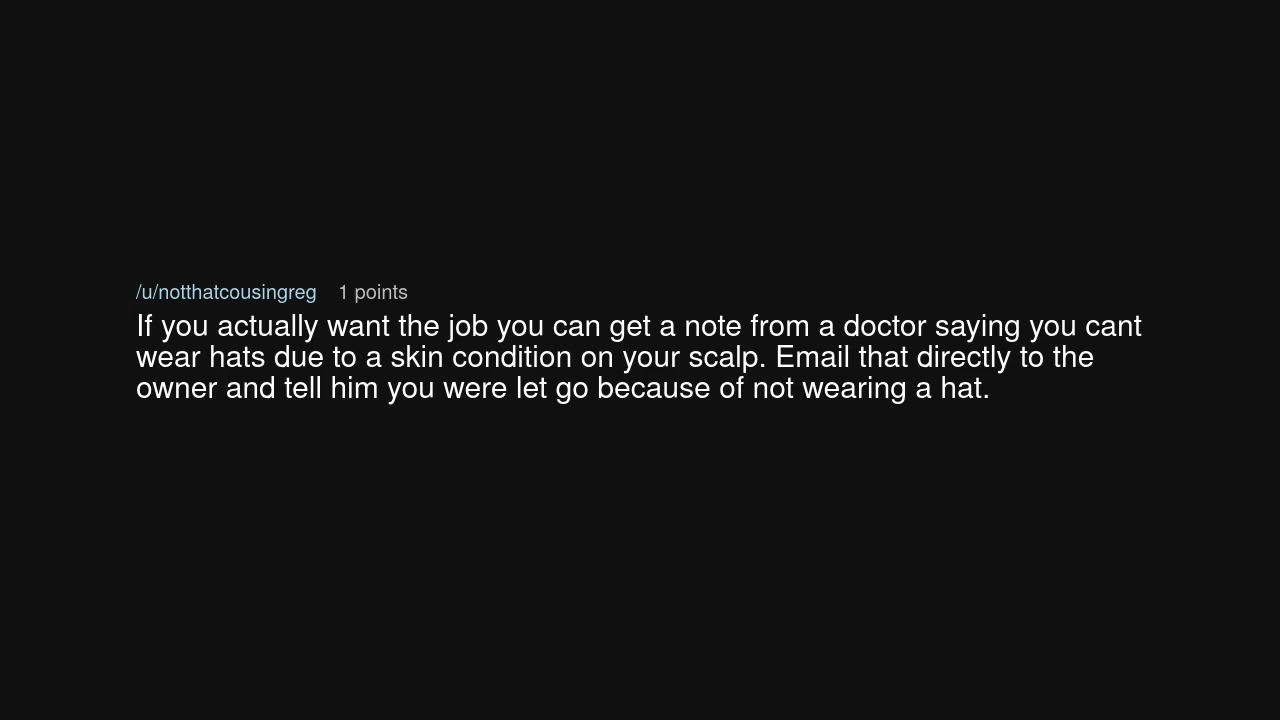 /u/notthatcousingreg 1 points
If you actually want the job you can get a note from a doctor saying you cant
wear hats due to a skin condition on your scalp. Email that directly to the
owner and tell him you were let go because of not wearing a hat.